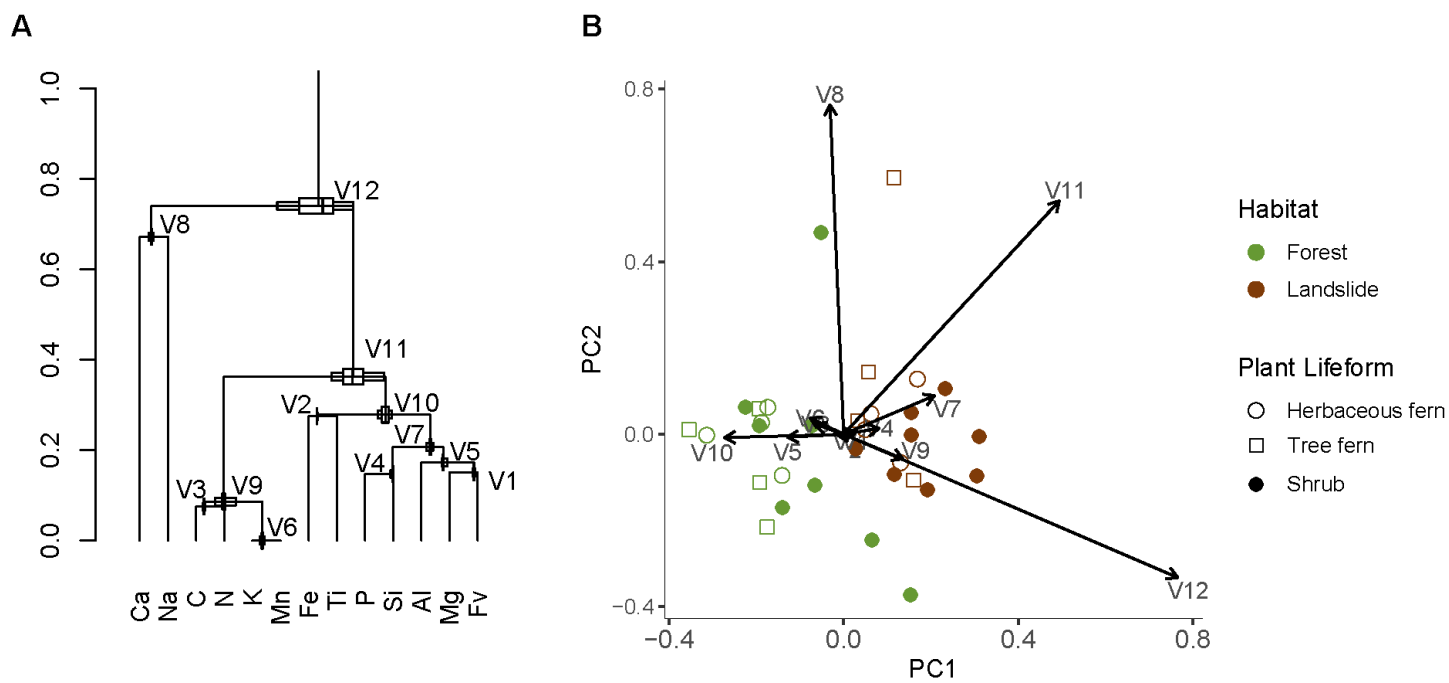 A
B
1.0
0.8
0.6
0.4
0.2
0.0
V12
V8
V11
V2
V10
V7
V5
V4
V1
V3
V9
V6
Ca
Na
C
N
K
Mn
Fe
Ti
P
Si
Al
Mg
Fv
PC2
0.8
0.4
0.0
−0.4
V8
V11
V7
V6
V10
V5
V9
V12
−0.4
0.0
0.4
0.8
PC1
Habitat
Forest
Landslide
Plant Lifeform
Herbaceous fern
Tree fern
Shrub